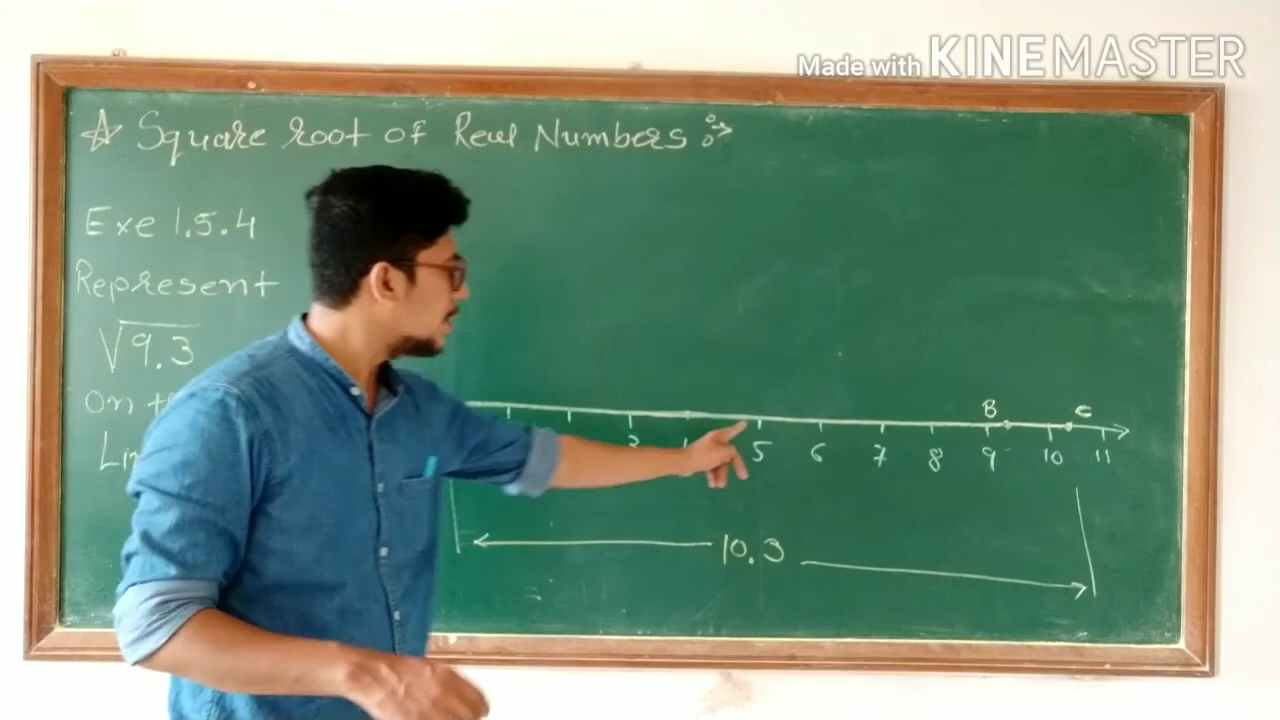 Made with KINEMASTER
☆ Square root of Real Numbers :→
Exe 1.5.4
Represent
√9.3
on
B C
5 6 7 8 9 10 11
10.3